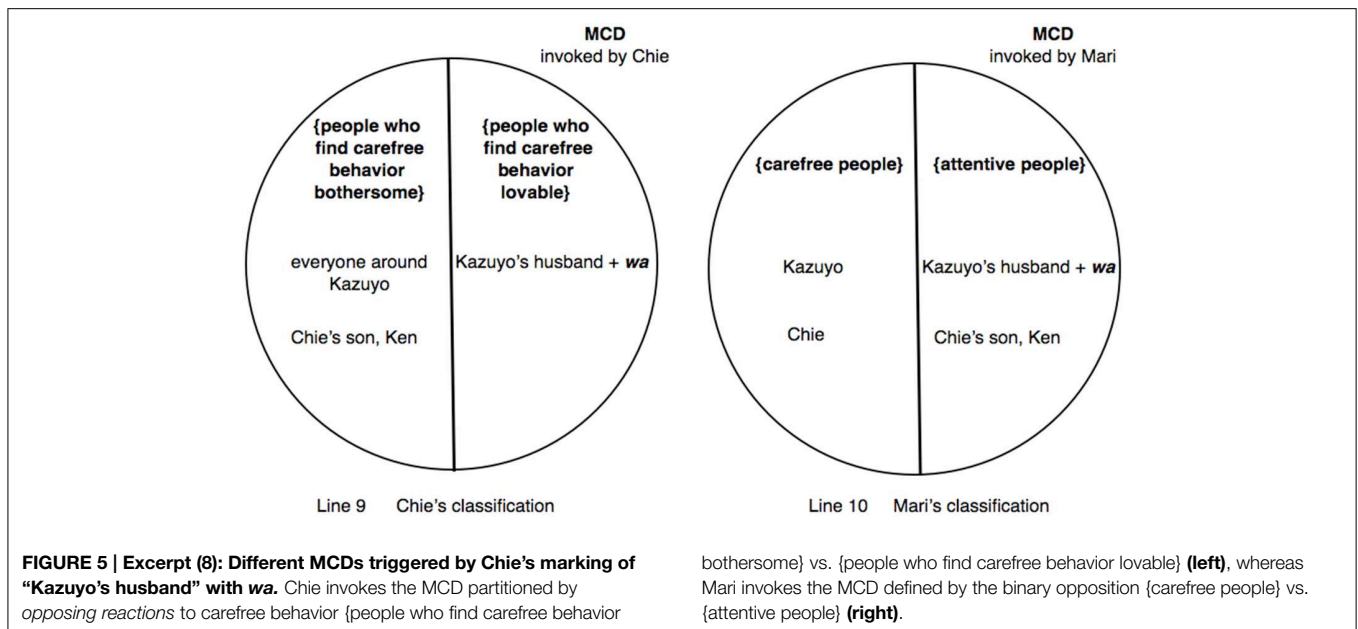 MCD
invoked by Chie
{people who
find carefree
behavior
bothersome}
{people who
find carefree
behavior
lovable}
everyone around
Kazuyo
Kazuyo's husband + wa
Chie's son, Ken
Line 9 Chie's classification
MCD
invoked by Mari
{carefree people}
{attentive people}
Kazuyo
Kazuyo's husband + wa
Chie
Chie's son, Ken
Line 10 Mari's classification
FIGURE 5 | Excerpt (8): Different MCDs triggered by Chie's marking of
"Kazuyo's husband" with wa. Chie invokes the MCD partitioned by
opposing reactions to carefree behavior {people who find carefree behavior
bothersome} vs. {people who find carefree behavior lovable} (left), whereas
Mari invokes the MCD defined by the binary opposition {carefree people} vs.
{attentive people} (right).